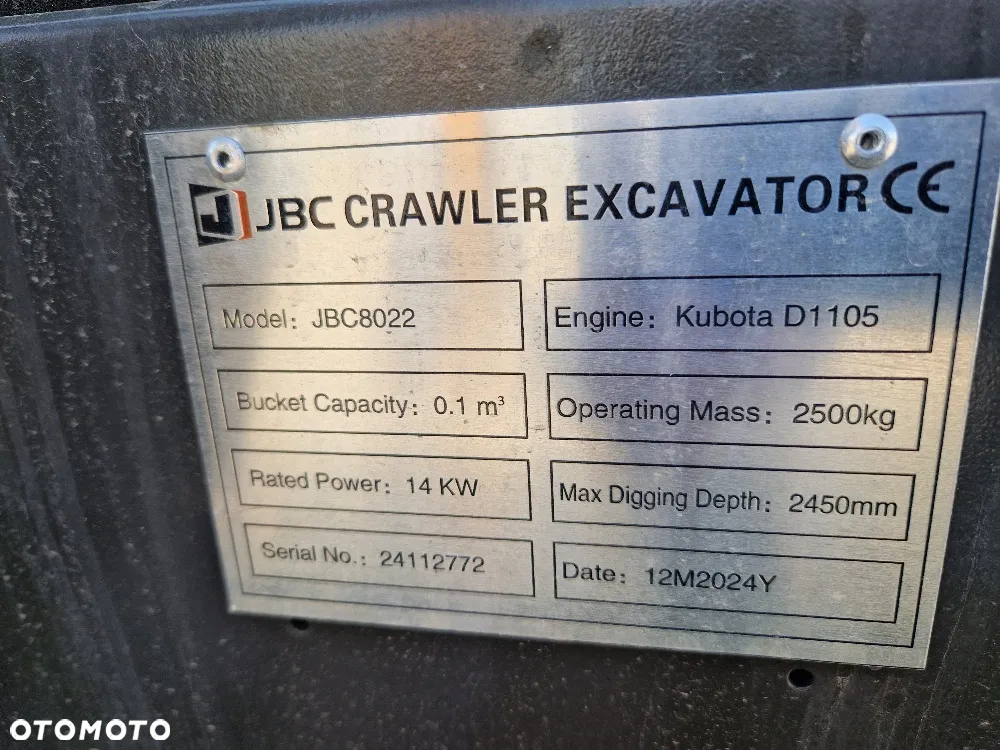 J JBC CRAWLER EXCAVATOR CE
Model: JBC8022
Engine: Kubota D1105
Bucket Capacity: 0.1 m³
Operating Mass: 2500kg
Rated Power: 14 KW
Max Digging Depth: 2450mm
Serial No.: 24112772
Date: 12M2024Y
OTOMOTO